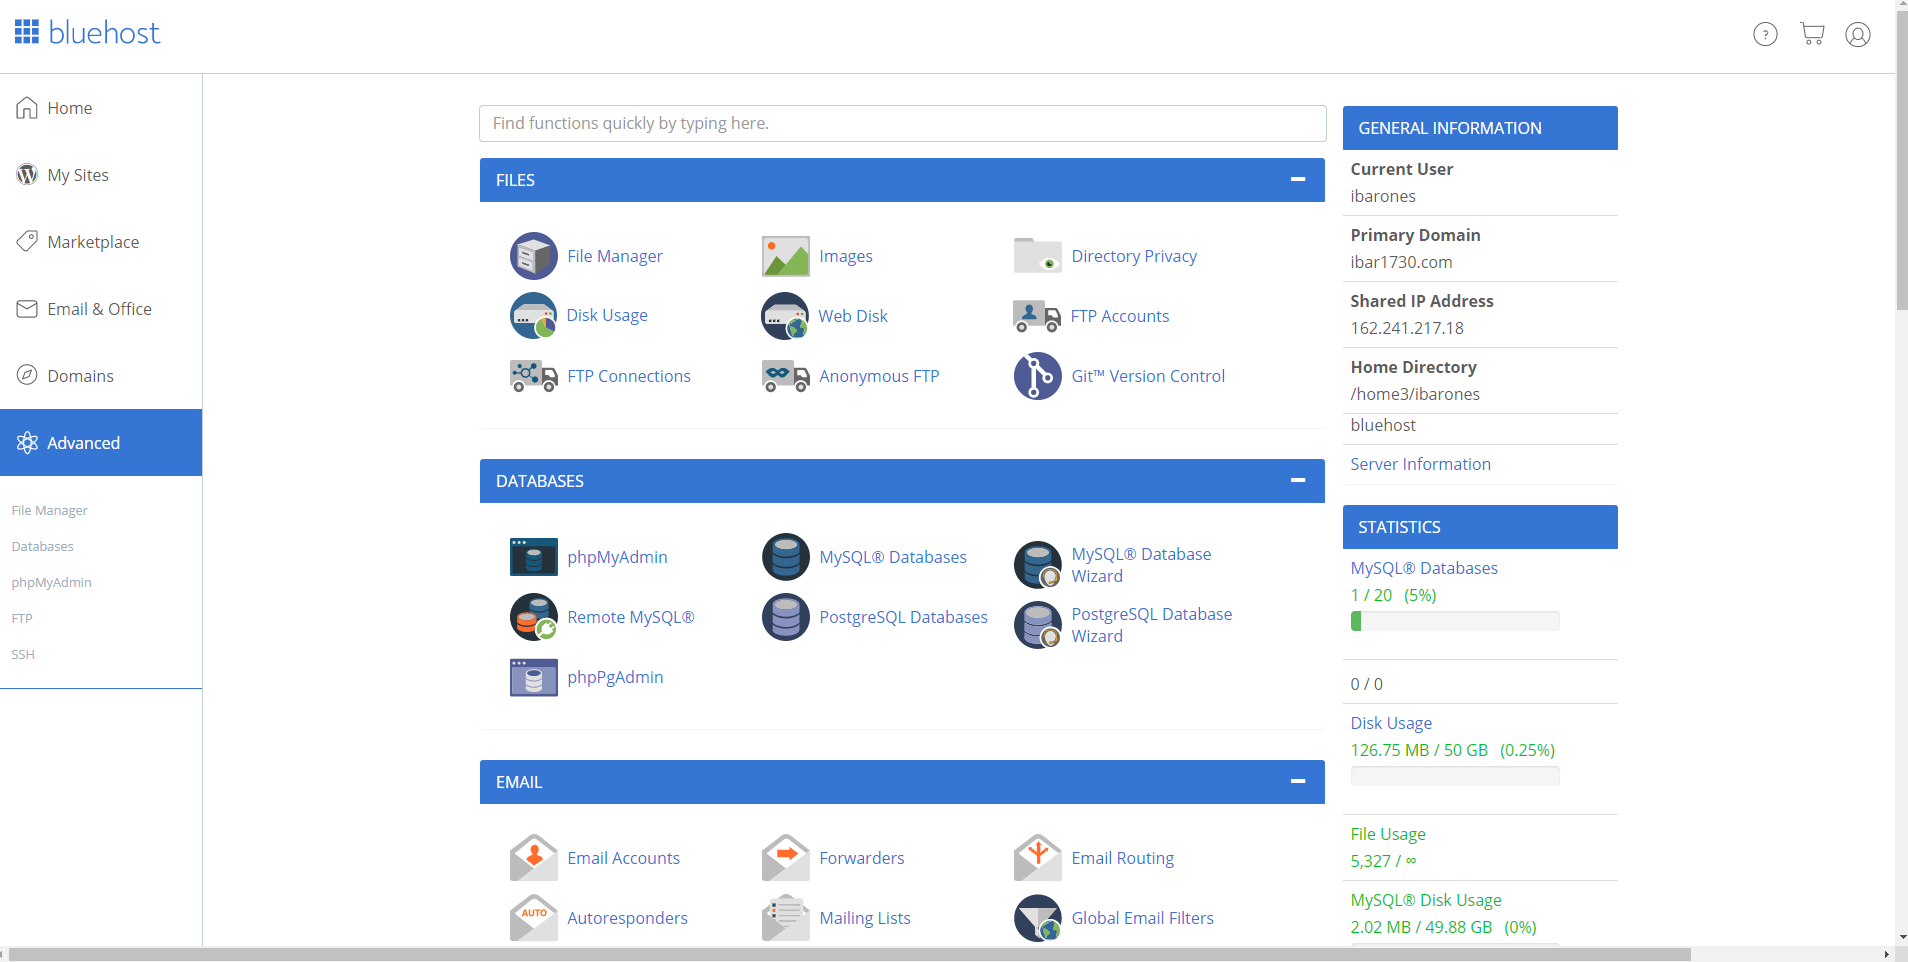 bluehost
?
Home
My Sites
Marketplace
Email & Office
Domains
Advanced
File Manager
Databases
phpMyAdmin
FTP
SSH
Find functions quickly by typing here.
FILES
File Manager
Images
Directory Privacy
Disk Usage
Web Disk
FTP Accounts
FTP Connections
Anonymous FTP
Git™ Version Control
DATABASES
phpMyAdmin
MySQL® Databases
MySQL® Database
Wizard
Remote MySQL®
PostgreSQL Databases
PostgreSQL Database
Wizard
phpPgAdmin
EMAIL
Email Accounts
Forwarders
Email Routing
AUTO
Autoresponders
Mailing Lists
Global Email Filters
GENERAL INFORMATION
Current User
ibarones
Primary Domain
ibar1730.com
Shared IP Address
162.241.217.18
Home Directory
/home3/ibarones
bluehost
Server Information
STATISTICS
MySQL® Databases
1 / 20 (5%)
0 / 0
Disk Usage
126.75 MB / 50 GB (0.25%)
File Usage
5,327 / ∞
MySQL® Disk Usage
2.02 MB / 49.88 GB (0%)